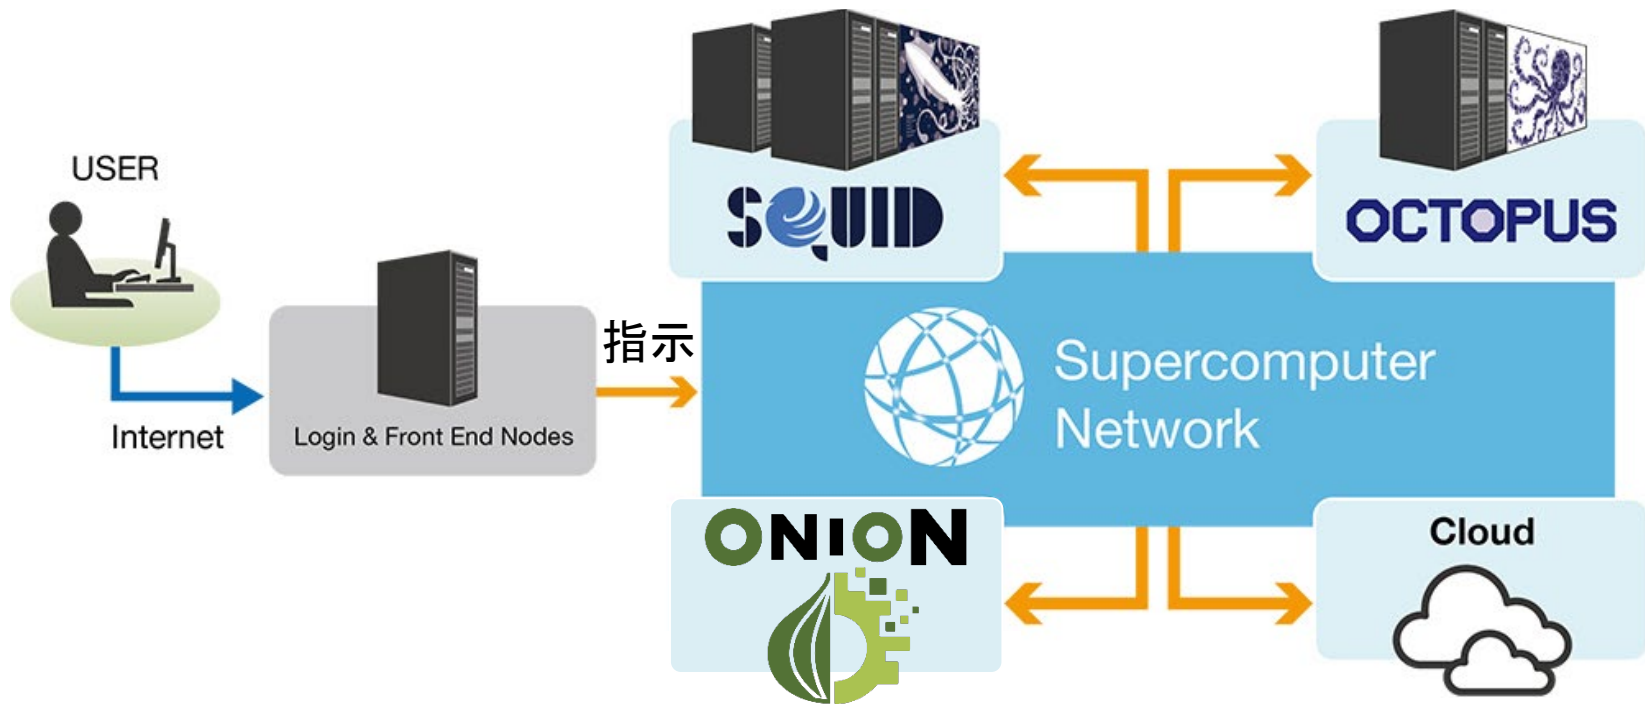 USER
Internet
Login & Front End Nodes
指示
SQUID
OCTOPUS
Supercomputer
Network
ONION
Cloud